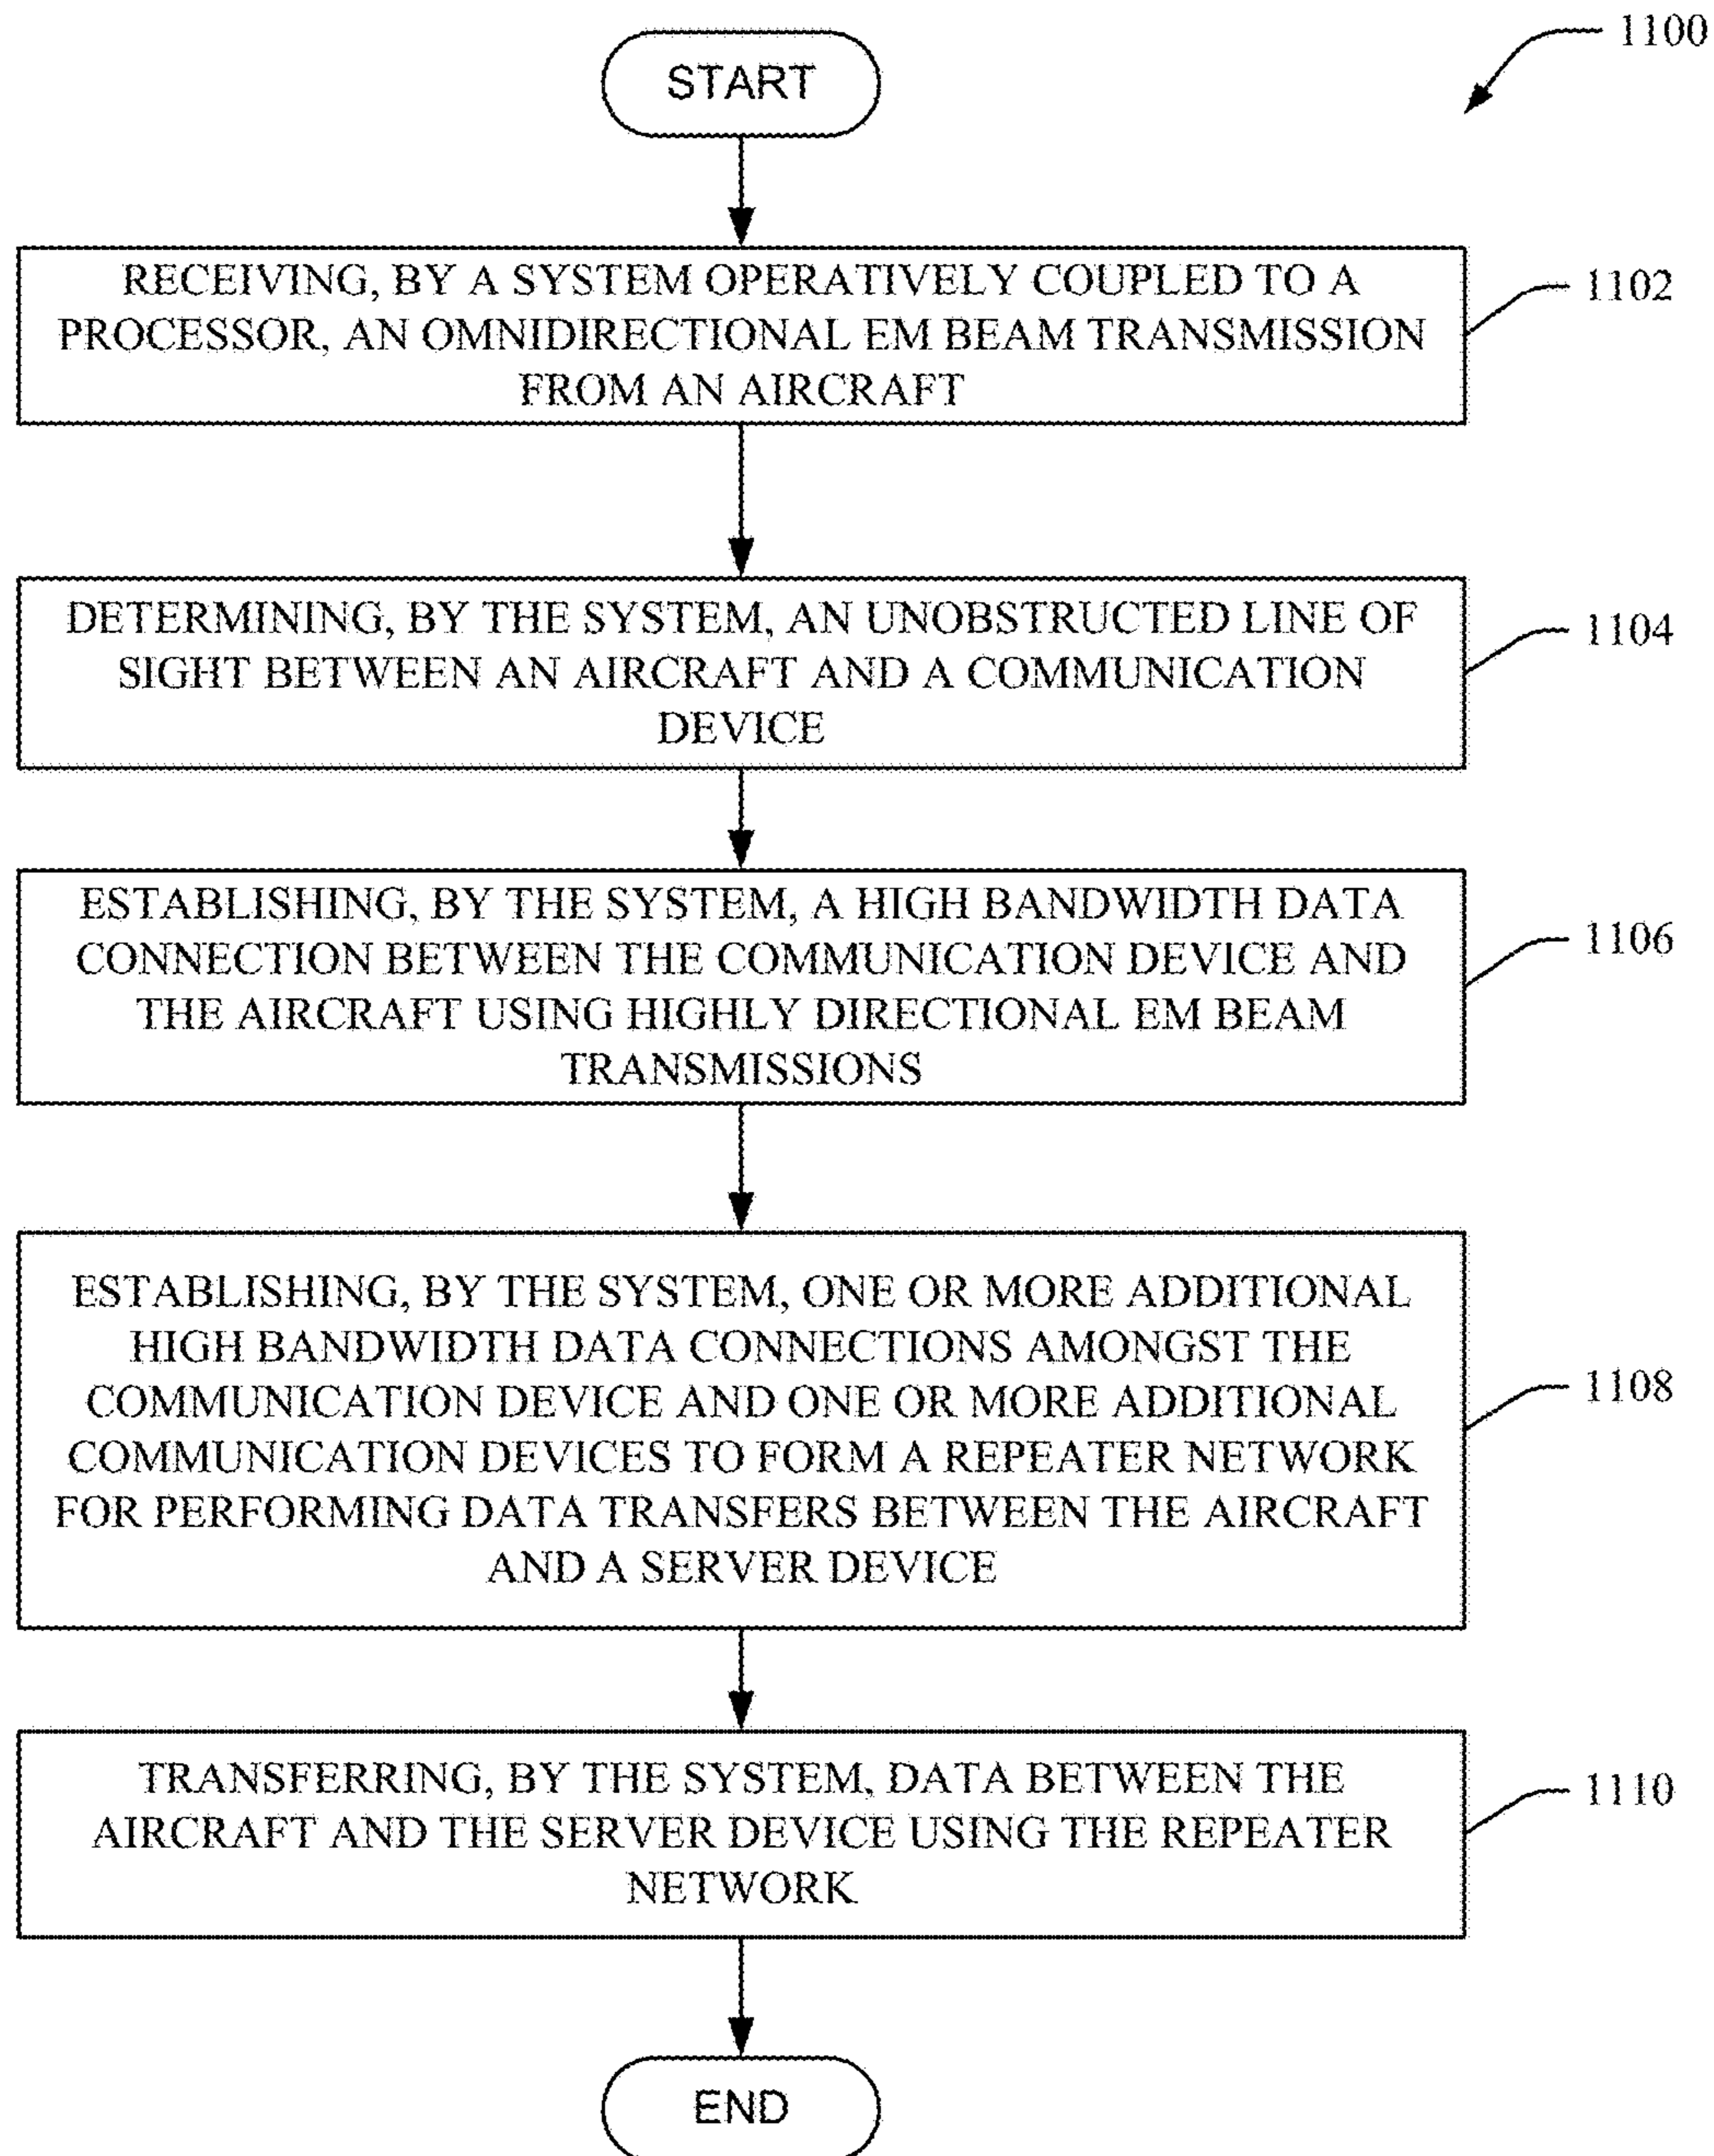 1100
START
RECEIVING, BY A SYSTEM OPERATIVELY COUPLED TO A
PROCESSOR, AN OMNIDIRECTIONAL EM BEAM TRANSMISSION
FROM AN AIRCRAFT
1102
DETERMINING, BY THE SYSTEM, AN UNOBSTRUCTED LINE OF
SIGHT BETWEEN AN AIRCRAFT AND A COMMUNICATION
DEVICE
1104
ESTABLISHING, BY THE SYSTEM, A HIGH BANDWIDTH DATA
CONNECTION BETWEEN THE COMMUNICATION DEVICE AND
THE AIRCRAFT USING HIGHLY DIRECTIONAL EM BEAM
TRANSMISSIONS
1106
ESTABLISHING, BY THE SYSTEM, ONE OR MORE ADDITIONAL
HIGH BANDWIDTH DATA CONNECTIONS AMONGST THE
COMMUNICATION DEVICE AND ONE OR MORE ADDITIONAL
COMMUNICATION DEVICES TO FORM A REPEATER NETWORK
FOR PERFORMING DATA TRANSFERS BETWEEN THE AIRCRAFT
AND A SERVER DEVICE
1108
TRANSFERRING, BY THE SYSTEM, DATA BETWEEN THE
AIRCRAFT AND THE SERVER DEVICE USING THE REPEATER
NETWORK
1110
END